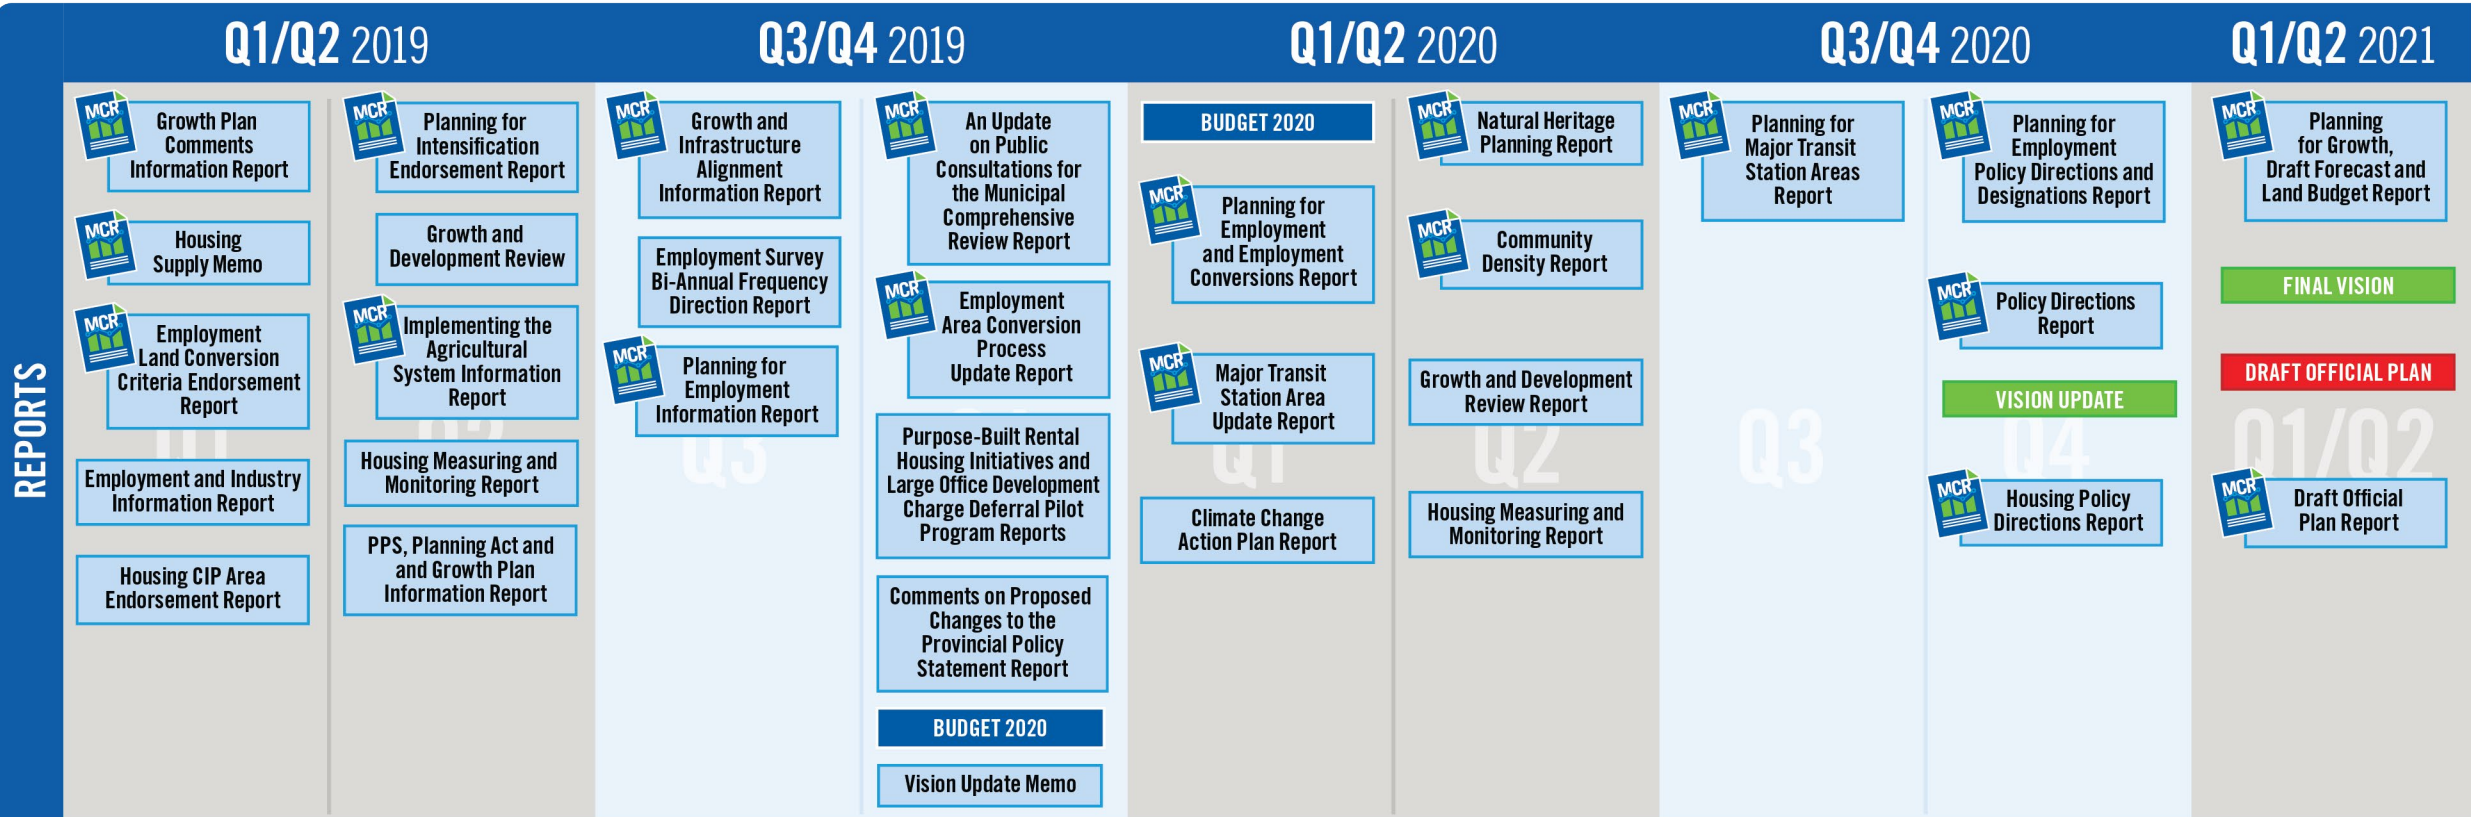 REPORTS
Q1/Q2 2019
Q3/Q4 2019
Q1/Q2 2020
Q3/Q4 2020
Q1/Q2 2021
Q1
MCR
Growth Plan
Comments
Information Report
MCR
Housing
Supply Memo
MCR
Employment
Land Conversion
Criteria Endorsement
Report
Employment and Industry
Information Report
Housing CIP Area
Endorsement Report
Q2
MCR
Planning for
Intensification
Endorsement Report
Growth and
Development Review
MCR
Implementing the
Agricultural
System Information
Report
Housing Measuring and
Monitoring Report
PPS, Planning Act and
and Growth Plan
Information Report
Q3
MCR
Growth and
Infrastructure
Alignment
Information Report
Employment Survey
Bi-Annual Frequency
Direction Report
MCR
Planning for
Employment
Information Report
MCR
An Update
on Public
Consultations for
the Municipal
Comprehensive
Review Report
MCR
Employment
Area Conversion
Process
Update Report
Purpose-Built Rental
Housing Initiatives and
Large Office Development
Charge Deferral Pilot
Program Reports
Comments on Proposed
Changes to the
Provincial Policy
Statement Report
BUDGET 2020
Vision Update Memo
Q1
BUDGET 2020
MCR
Planning for
Employment
and Employment
Conversions Report
MCR
Major Transit
Station Area
Update Report
Climate Change
Action Plan Report
Q2
MCR
Natural Heritage
Planning Report
MCR
Community
Density Report
Growth and Development
Review Report
Housing Measuring and
Monitoring Report
Q3
MCR
Planning for
Major Transit
Station Areas
Report
Q4
MCR
Planning for
Employment
Policy Directions and
Designations Report
MCR
Policy Directions
Report
VISION UPDATE
MCR
Housing Policy
Directions Report
Q1/Q2
MCR
Planning
for Growth,
Draft Forecast and
Land Budget Report
FINAL VISION
DRAFT OFFICIAL PLAN
MCR
Draft Official
Plan Report